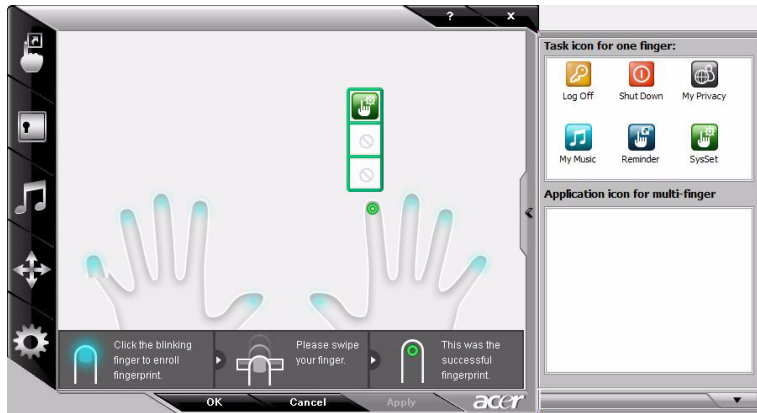 ? x
Task icon for one finger:
Log Off Shut Down My Privacy
My Music Reminder SysSet
Application icon for multi-finger
Click the blinking
finger to enroll
fingerprint.
Please swipe
your finger.
This was the
successful
fingerprint.
OK Cancel Apply acer